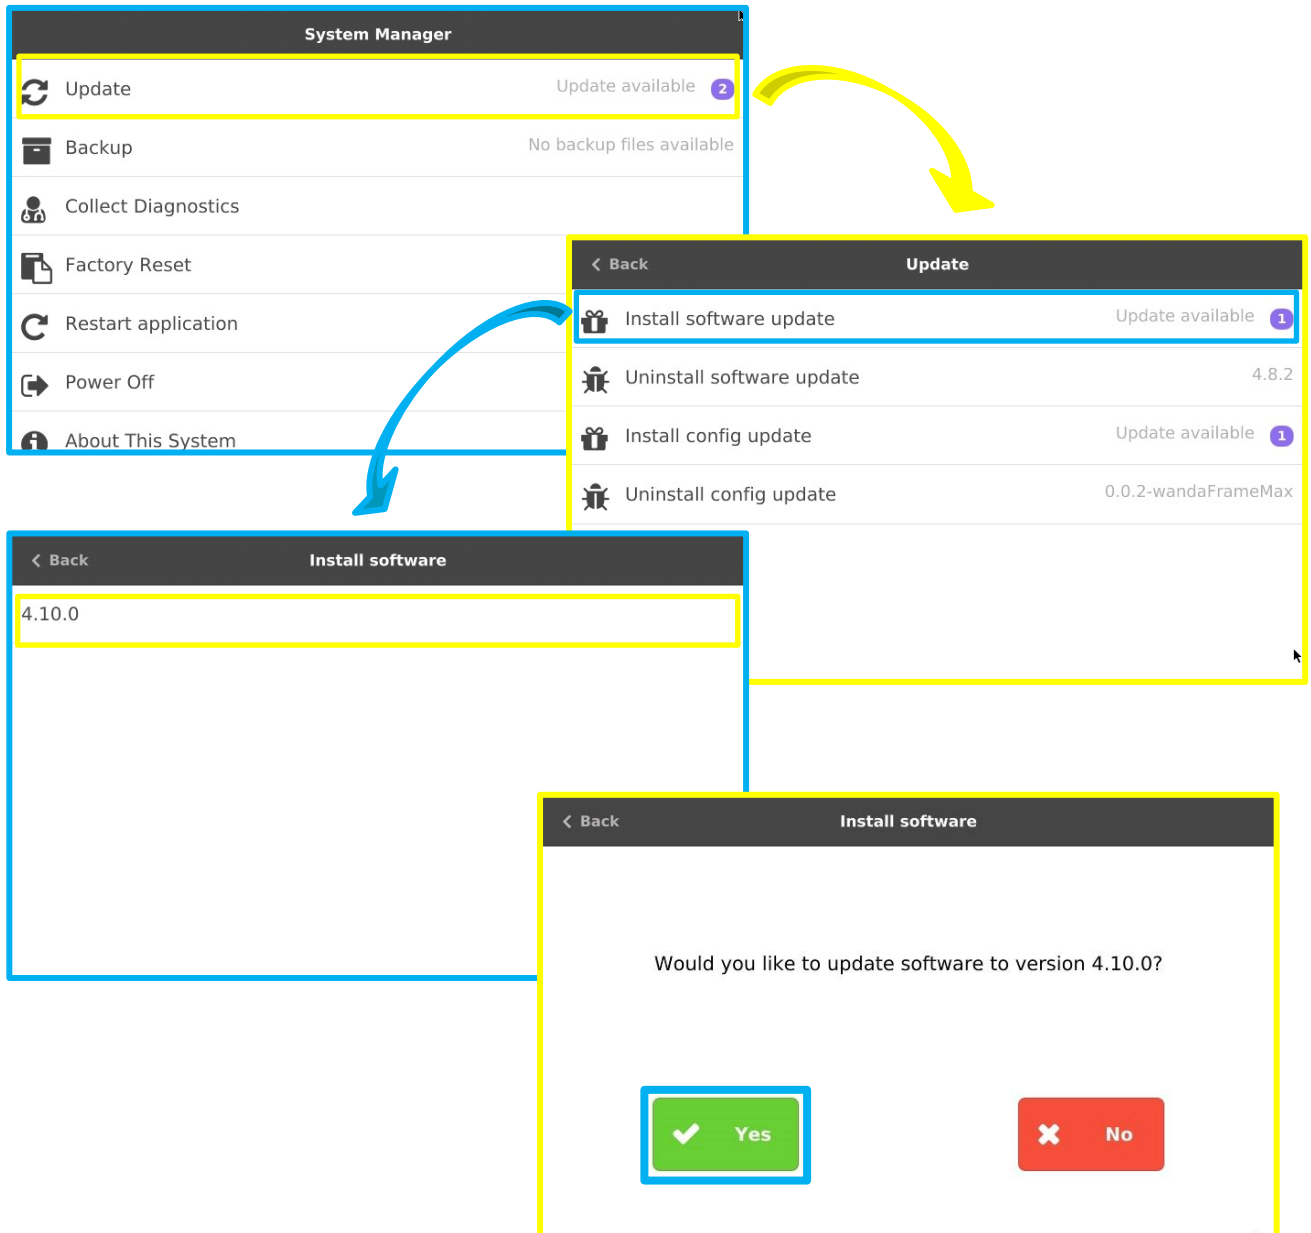 System Manager
Update Update available 2
Backup No backup files available
Collect Diagnostics
Factory Reset
Restart application
Power Off
About This System
Back Update
Install software update Update available 1
Uninstall software update 4.8.2
Install config update Update available 1
Uninstall config update 0.0.2-wandaFrameMax
Back Install software
4.10.0
Back Install software
Would you like to update software to version 4.10.0?
Yes No